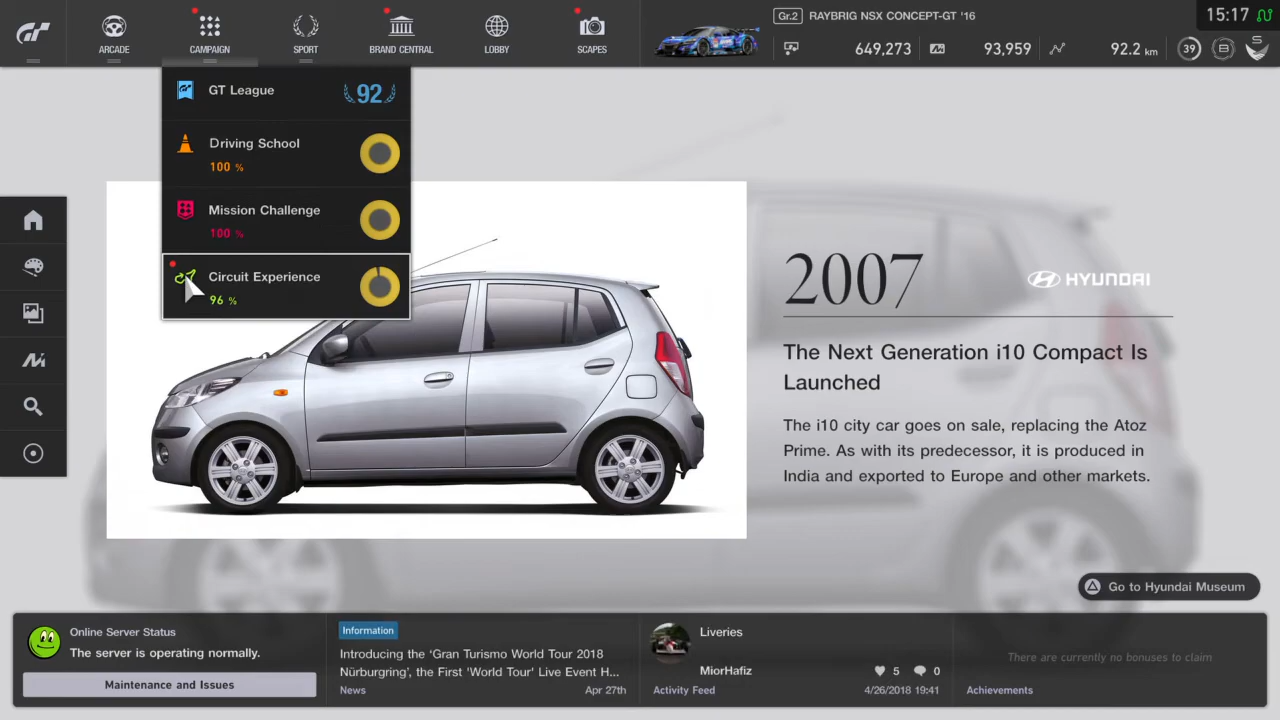 GT
ARCADE
CAMPAIGN
SPORT
BRAND CENTRAL
LOBBY
SCAPES
Gr.2 RAYBRIG NSX CONCEPT-GT '16
649,273
93,959
92.2 km
15:17
39
B
S
GT League
92
Driving School
100 %
Mission Challenge
100 %
Circuit Experience
96 %
2007
HYUNDAI
The Next Generation i10 Compact Is
Launched
The i10 city car goes on sale, replacing the Atoz
Prime. As with its predecessor, it is produced in
India and exported to Europe and other markets.
Go to Hyundai Museum
Online Server Status
The server is operating normally.
Maintenance and Issues
Information
Introducing the ‘Gran Turismo World Tour 2018
Nürburgring’, the First ‘World Tour’ Live Event H...
News
Apr 27th
Liveries
MiorHafiz
5
0
Activity Feed
4/26/2018 19:41
There are currently no bonuses to claim
Achievements